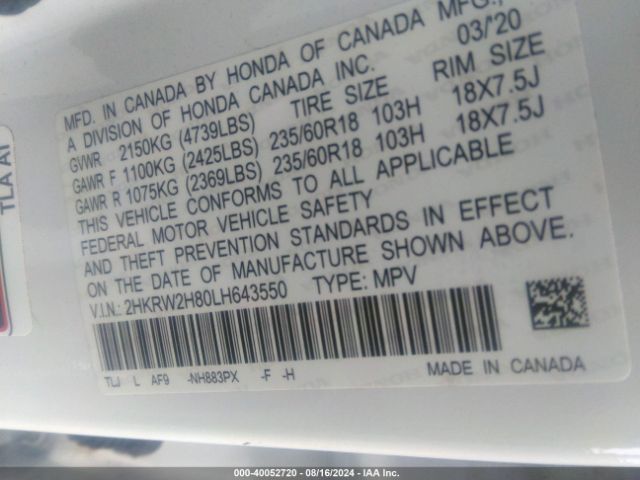 MFD. IN CANADA BY HONDA OF CANADA MFG.,
A DIVISION OF HONDA CANADA INC. 03/'20
GVWR 2150KG (4739LBS) TIRE SIZE RIM SIZE
GAWR F 1100KG (2425LBS) 235/60R18 103H 18X7.5J
GAWR R 1075KG (2369LBS) 235/60R18 103H 18X7.5J
THIS VEHICLE CONFORMS TO ALL APPLICABLE
FEDERAL MOTOR VEHICLE SAFETY
AND THEFT PREVENTION STANDARDS IN EFFECT
ON THE DATE OF MANUFACTURE SHOWN ABOVE.
V.I.N.: 2HKRW2H80LH643550 TYPE: MPV
TLJ L AF9 -NH883PX -F -H MADE IN CANADA
TLA A1
000-40052720 - 08/16/2024 - IAA Inc.